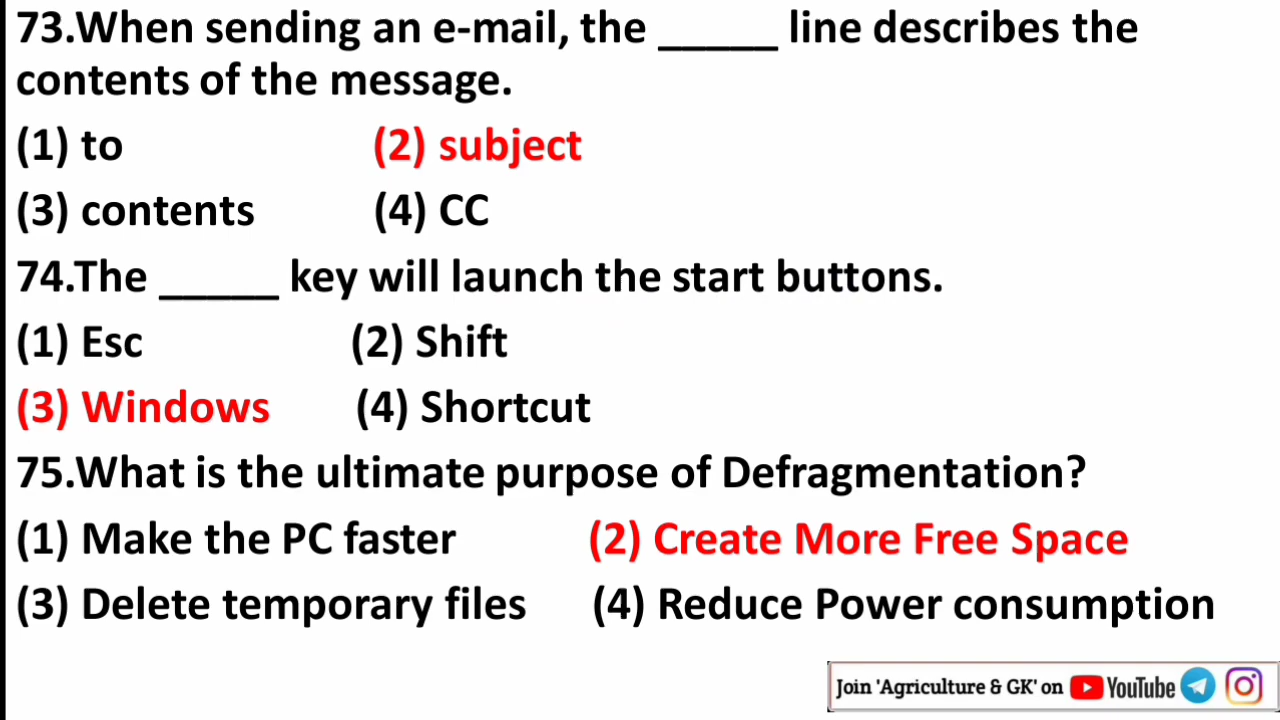 73.When sending an e-mail, the _____ line describes the
contents of the message.
(1) to (2) subject
(3) contents (4) CC
74.The _____ key will launch the start buttons.
(1) Esc (2) Shift
(3) Windows (4) Shortcut
75.What is the ultimate purpose of Defragmentation?
(1) Make the PC faster (2) Create More Free Space
(3) Delete temporary files (4) Reduce Power consumption
Join 'Agriculture & GK' on YouTube